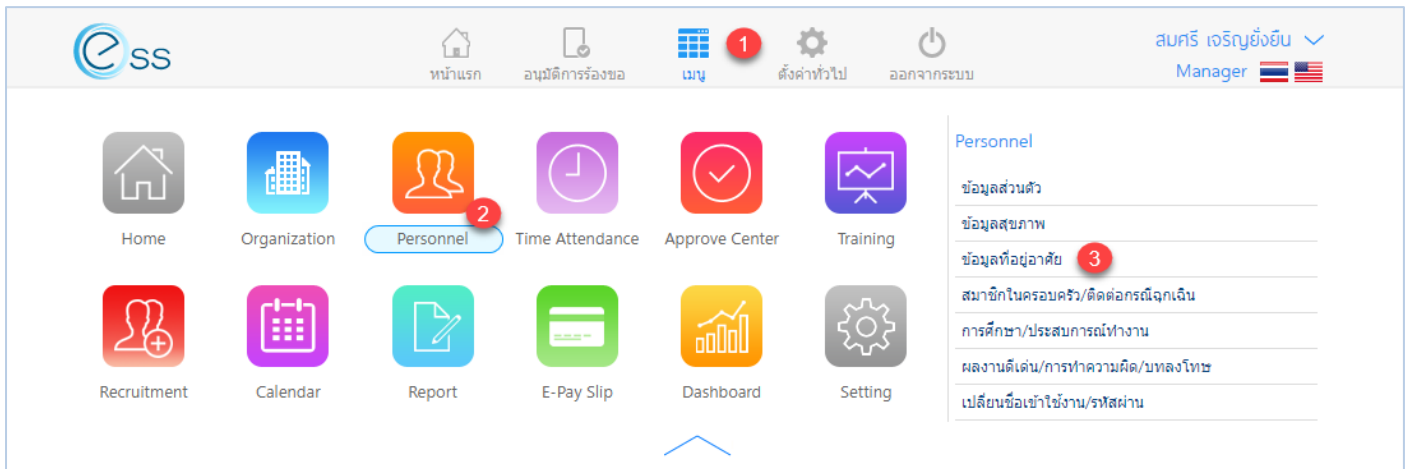 ess
หน้าแรก
อนุมัติการร้องขอ
เมนู
1
ตั้งค่าทั่วไป
ออกจากระบบ
สมศรี เจริญยั่งยืน
Manager
Home
Organization
Personnel
2
Time Attendance
Approve Center
Training
Recruitment
Calendar
Report
E-Pay Slip
Dashboard
Setting
Personnel
ข้อมูลส่วนตัว
ข้อมูลสุขภาพ
ข้อมูลที่อยู่อาศัย 3
สมาชิกในครอบครัว/ติดต่อกรณีฉุกเฉิน
การศึกษา/ประสบการณ์ทำงาน
ผลงานดีเด่น/การทำความผิด/บทลงโทษ
เปลี่ยนชื่อเข้าใช้งาน/รหัสผ่าน